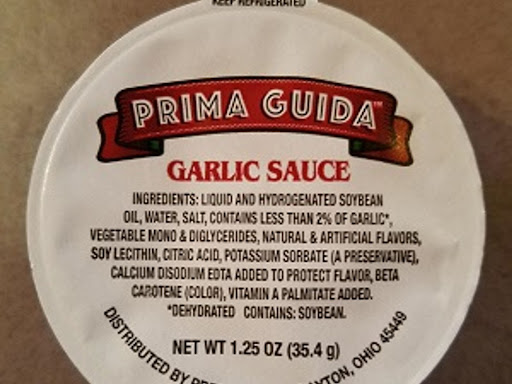 KEEP REFRIGERATED
PRIMA GUIDA™
GARLIC SAUCE
INGREDIENTS: LIQUID AND HYDROGENATED SOYBEAN
OIL, WATER, SALT, CONTAINS LESS THAN 2% OF GARLIC*,
VEGETABLE MONO & DIGLYCERIDES, NATURAL & ARTIFICIAL FLAVORS,
SOY LECITHIN, CITRIC ACID, POTASSIUM SORBATE (A PRESERVATIVE),
CALCIUM DISODIUM EDTA ADDED TO PROTECT FLAVOR, BETA
CAROTENE (COLOR), VITAMIN A PALMITATE ADDED.
*DEHYDRATED CONTAINS: SOYBEAN.
NET WT 1.25 OZ (35.4 g)
DISTRIBUTED BY OHIO 45449